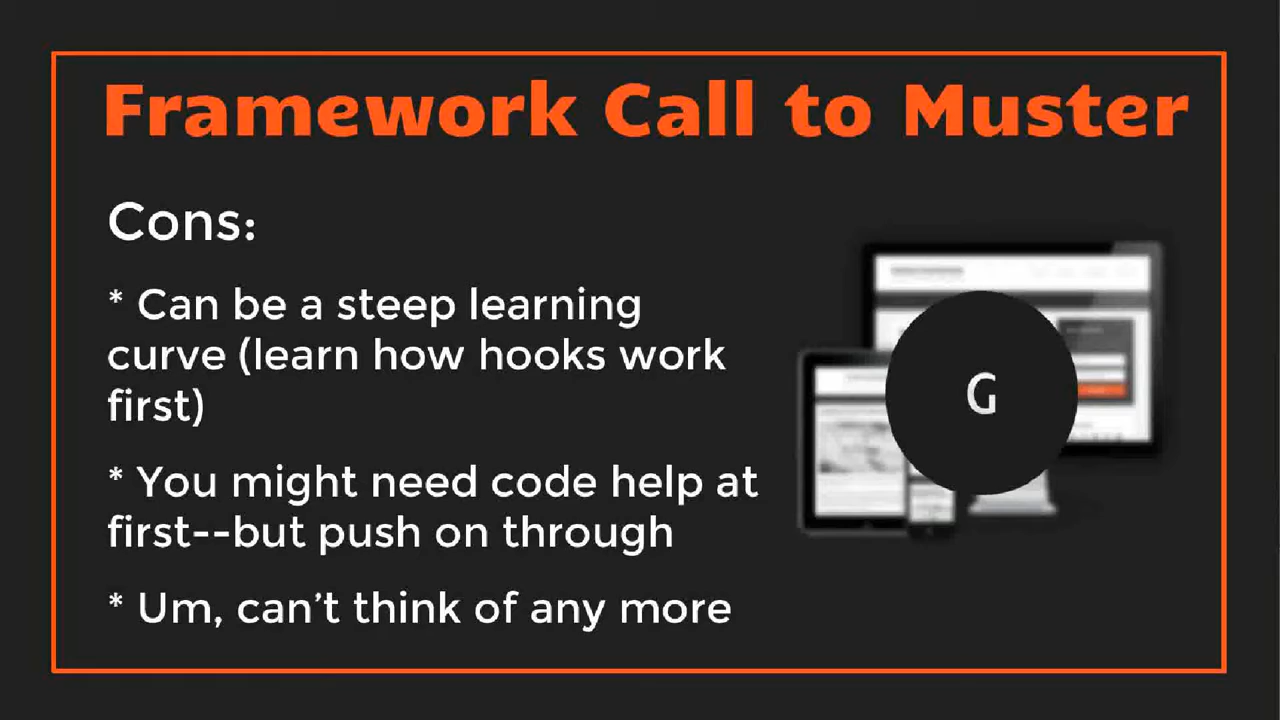 Framework Call to Muster
Cons:
* Can be a steep learning
curve (learn how hooks work
first)
* You might need code help at
first--but push on through
* Um, can’t think of any more
G